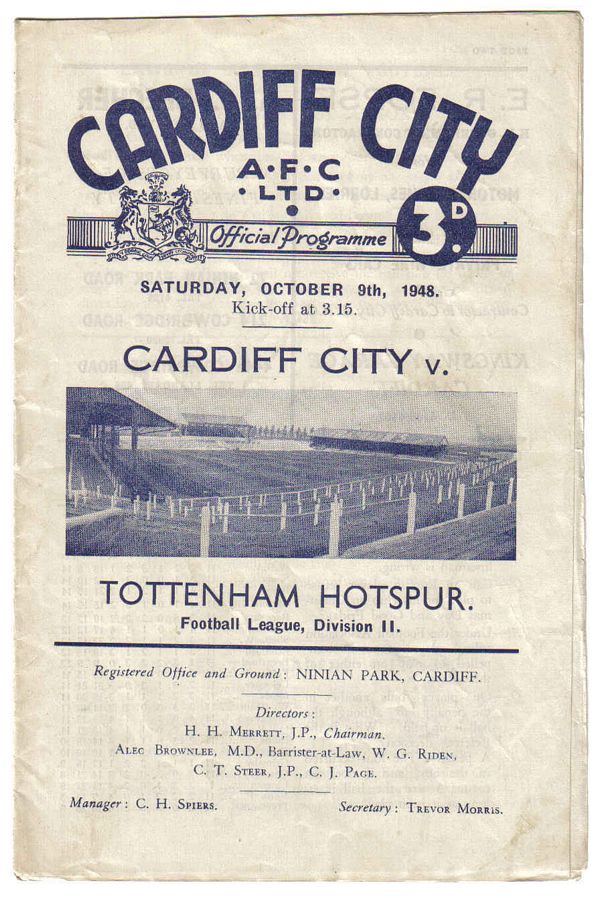 CARDIFF CITY
A·F·C
·LTD·
Official Programme
3D.
SATURDAY, OCTOBER 9th, 1948.
Kick-off at 3.15.
CARDIFF CITY v.
TOTTENHAM HOTSPUR.
Football League, Division II.
Registered Office and Ground: NINIAN PARK, CARDIFF.
Directors:
H. H. MERRETT, J.P., Chairman.
ALEC BROWNLEE, M.D., Barrister-at-Law, W. G. RIDEN,
C. T. STEER, J.P., C. J. PAGE.
Manager: C. H. SPIERS. Secretary: TREVOR MORRIS.